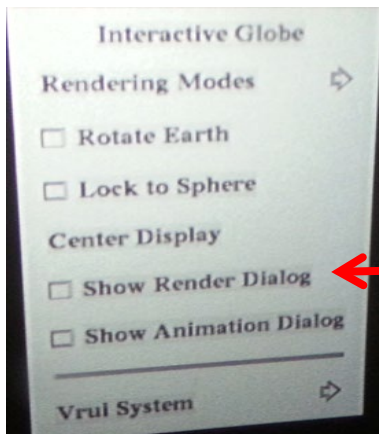 Interactive Globe
Rendering Modes
Rotate Earth
Lock to Sphere
Center Display
Show Render Dialog
Show Animation Dialog
Vrui System